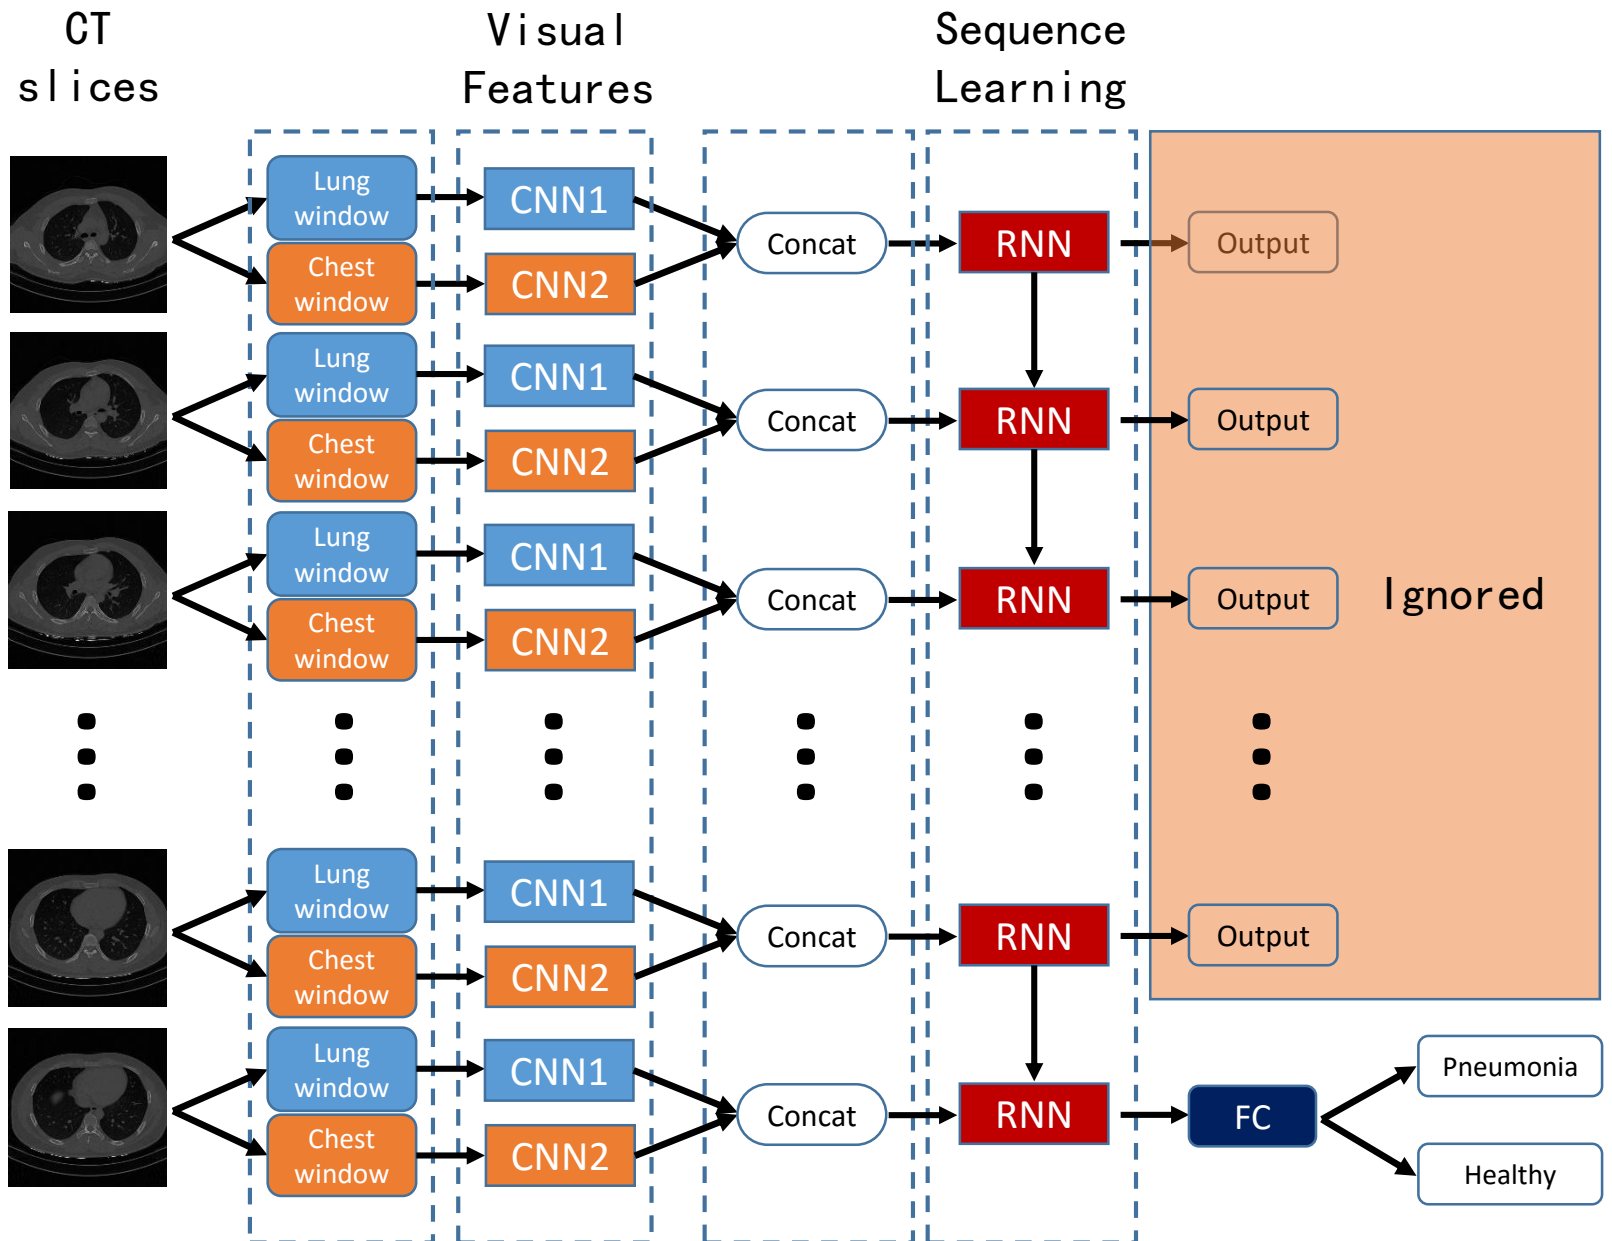 CT
slices
Visual
Features
Sequence
Learning
Lung
window
CNN1
Chest
window
CNN2
Concat
RNN
Output
Lung
window
CNN1
Chest
window
CNN2
Concat
RNN
Output
Lung
window
CNN1
Chest
window
CNN2
Concat
RNN
Output
Ignored
Lung
window
CNN1
Chest
window
CNN2
Concat
RNN
Output
Lung
window
CNN1
Chest
window
CNN2
Concat
RNN
FC
Pneumonia
Healthy